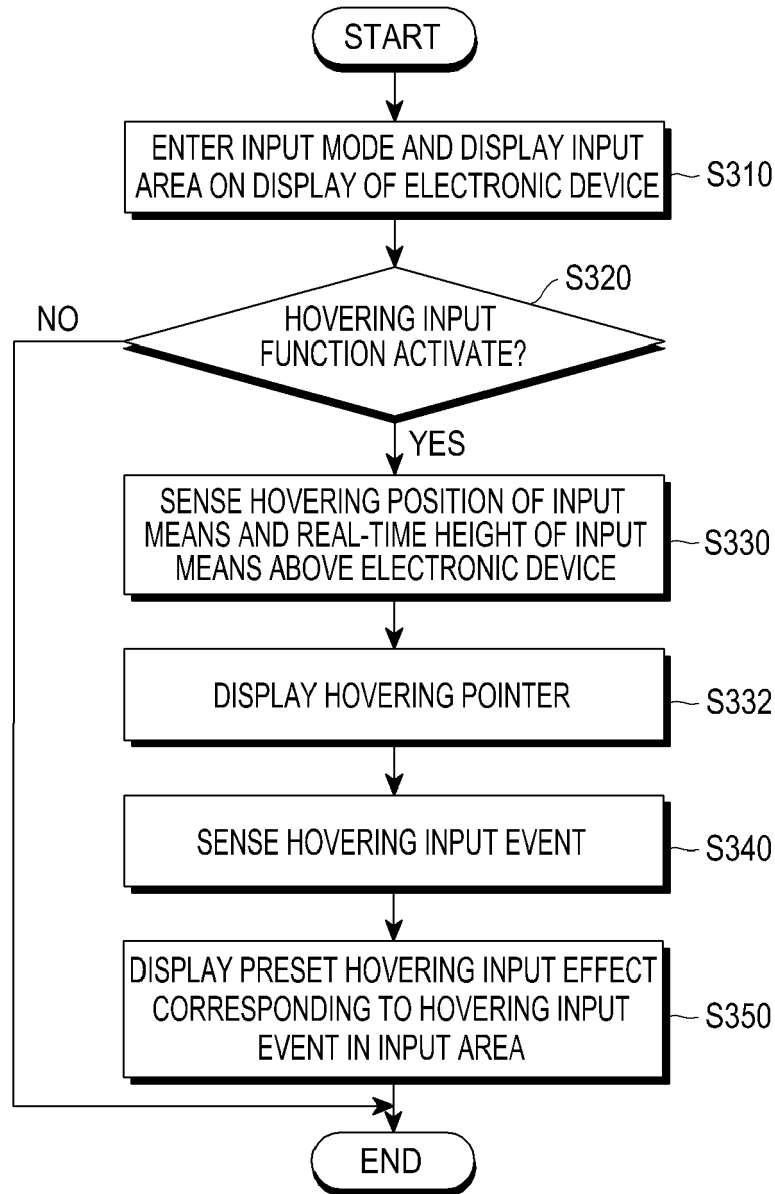 START
ENTER INPUT MODE AND DISPLAY INPUT
AREA ON DISPLAY OF ELECTRONIC DEVICE
S310
S320
HOVERING INPUT
FUNCTION ACTIVATE?
NO
YES
SENSE HOVERING POSITION OF INPUT
MEANS AND REAL-TIME HEIGHT OF INPUT
MEANS ABOVE ELECTRONIC DEVICE
S330
DISPLAY HOVERING POINTER
S332
SENSE HOVERING INPUT EVENT
S340
DISPLAY PRESET HOVERING INPUT EFFECT
CORRESPONDING TO HOVERING INPUT
EVENT IN INPUT AREA
S350
END